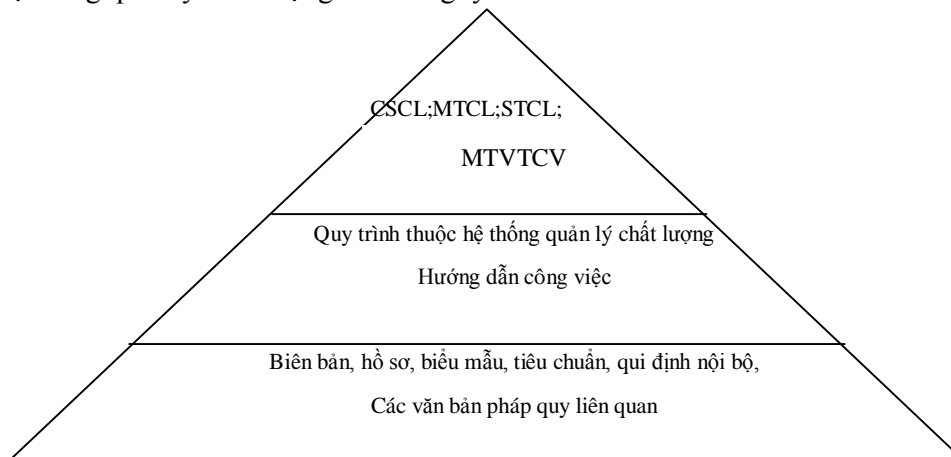 CSCL;MTCL;STCL;
MTVTCV
Quy trình thuộc hệ thống quản lý chất lượng
Hướng dẫn công việc
Biên bản, hồ sơ, biểu mẫu, tiêu chuẩn, qui định nội bộ,
Các văn bản pháp quy liên quan